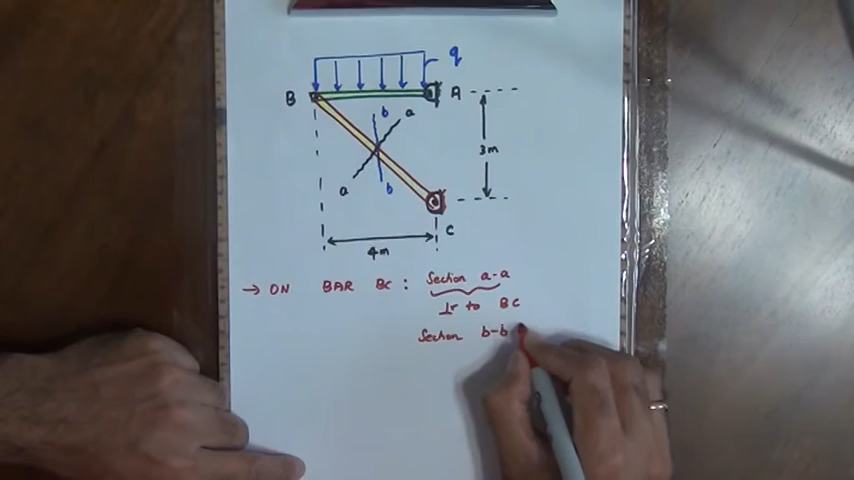 q
B A
b a
3m
a b
C
4m
→ ON BAR BC : Section a-a
⊥r to BC
Section b-b